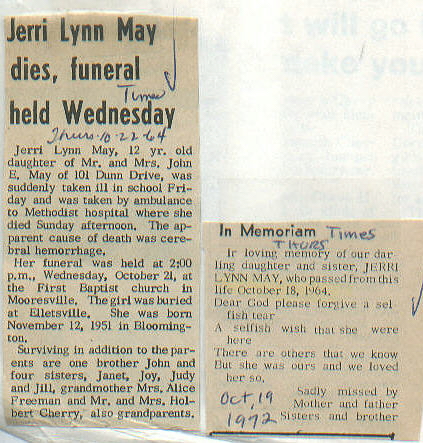 Jerri Lynn May
dies, funeral
held Wednesday
Times
Thurs-10-22-64
Jerri Lynn May, 12 yr. old
daughter of Mr. and Mrs. John
E. May of 101 Dunn Drive, was
suddenly taken ill in school Fri-
day and was taken by ambulance
to Methodist hospital where she
died Sunday afternoon. The ap-
parent cause of death was cere-
bral hemorrhage.
Her funeral was held at 2:00
p.m., Wednesday, October 21, at
the First Baptist church in
Mooresville. The girl was buried
at Elletsville. She was born
November 12, 1951 in Blooming-
ton.
Surviving in addition to the par-
ents are one brother John and
four sisters, Janet, Joy, Judy
and Jill, grandmother Mrs. Alice
Freeman and Mr. and Mrs. Hol-
bert Cherry, also grandparents.
In Memoriam Times
THURS
In loving memory of our dar-
ling daughter and sister, JERRI
LYNN MAY, who passed from this
life October 18, 1964.
Dear God please forgive a sel-
fish tear
A selfish wish that she were
here
There are others that we know
But she was ours and we loved
her so.
Sadly missed by
Mother and father
Sisters and brother
Oct, 19
1972